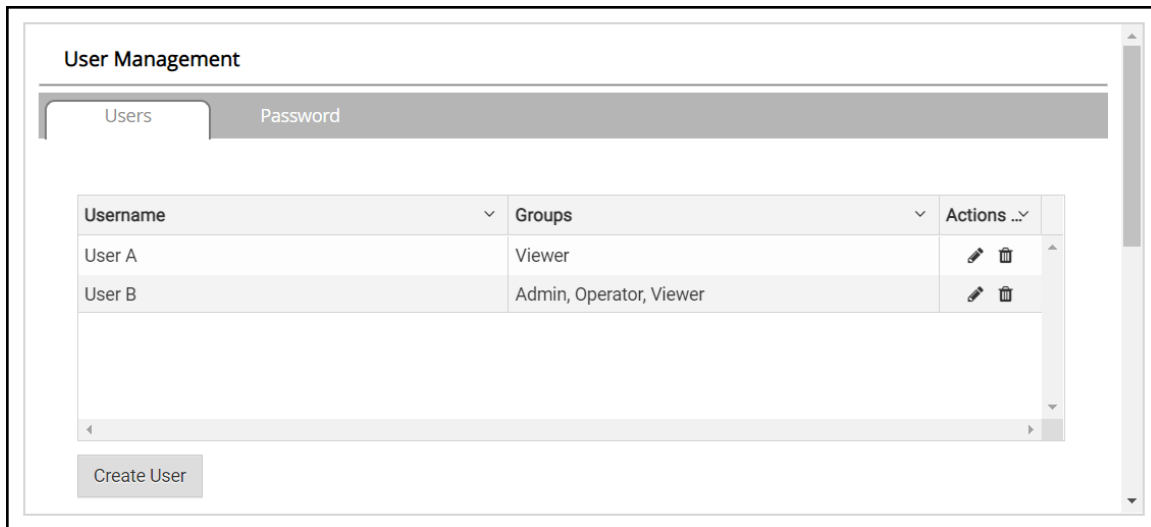 User Management
Users Password
Username Groups Actions ...
User A Viewer
User B Admin, Operator, Viewer
Create User